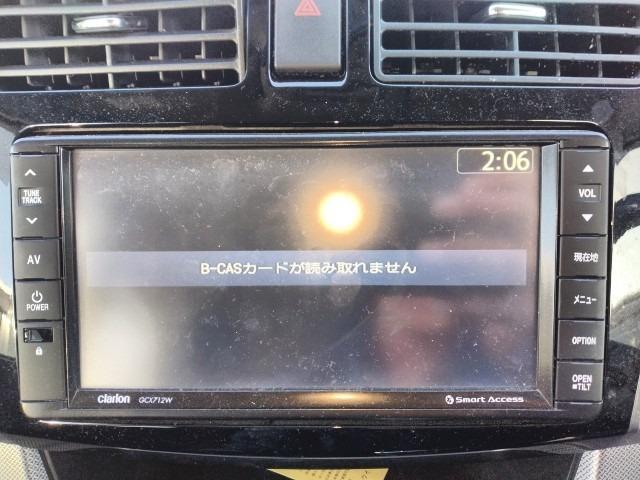 2:06
TUNE
TRACK
AV
POWER
B-CASカードが読み取れません
VOL
現在地
メニュー
OPTION
OPEN
TILT
clarion GCX712W
Smart Access